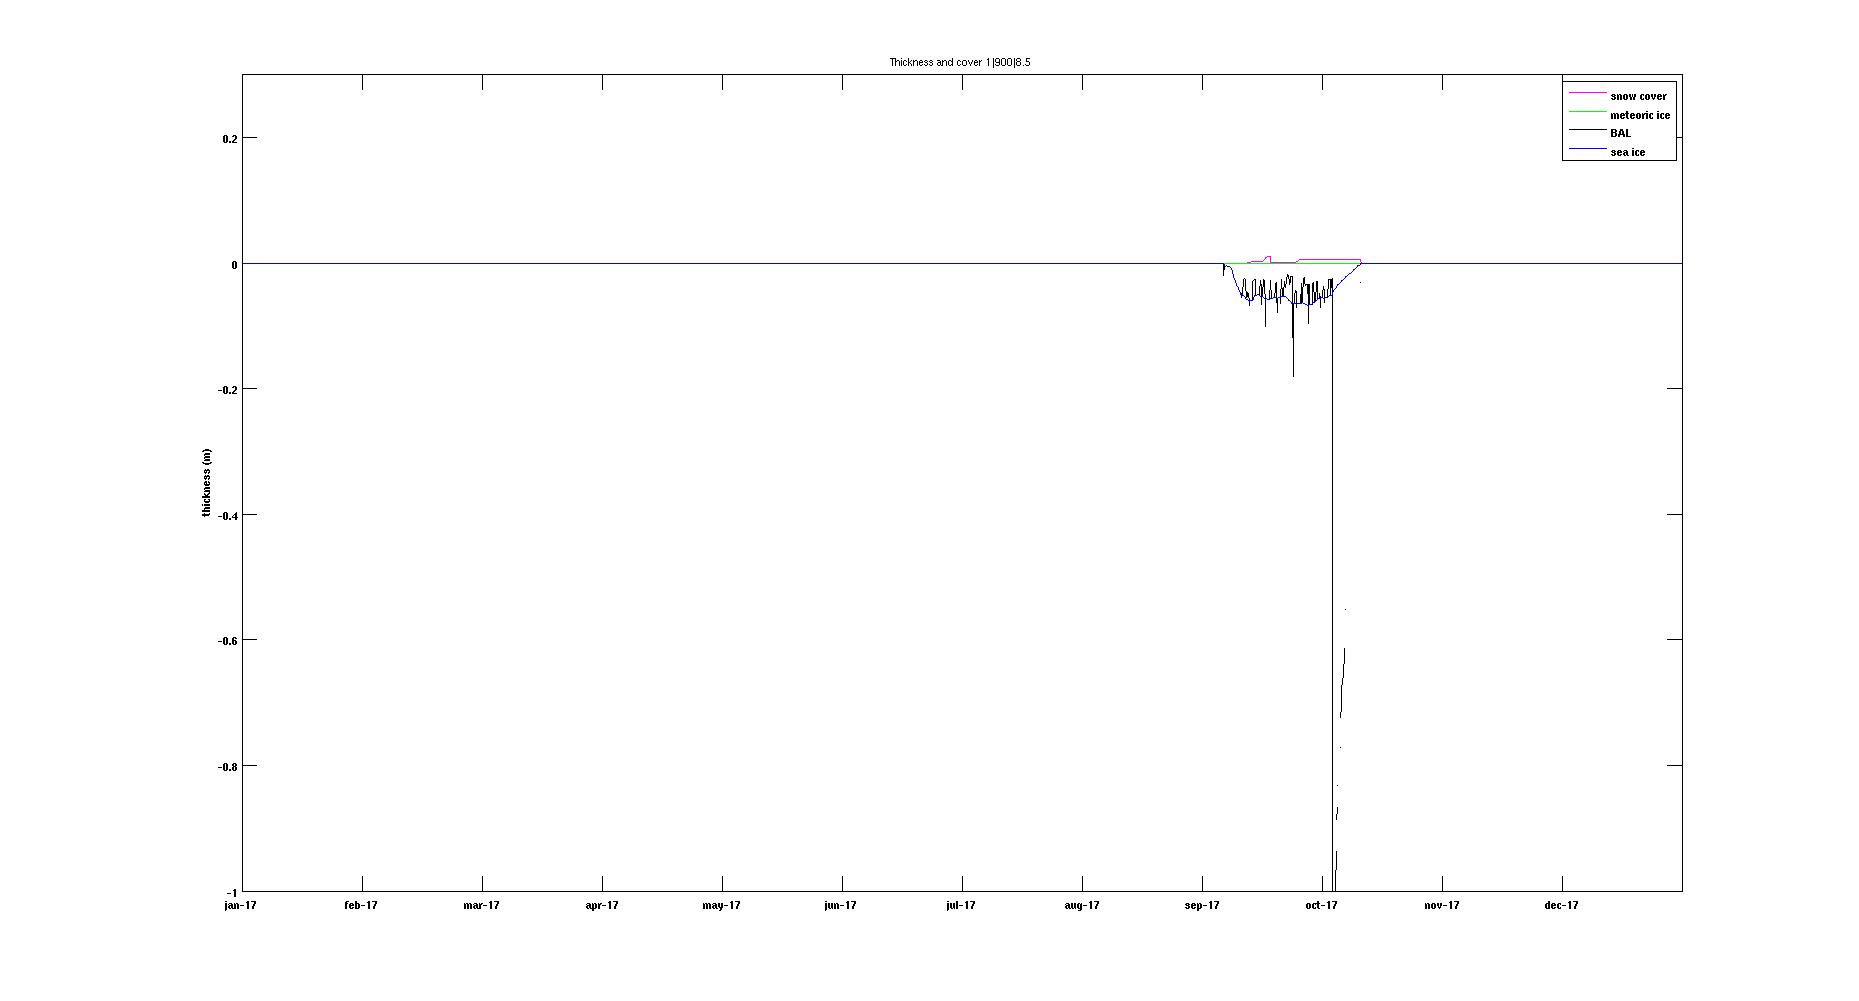 Thickness and cover 1|900|8.5
snow cover
meteoric ice
BAL
sea ice
0.2
0
-0.2
-0.4
-0.6
-0.8
-1
thickness (m)
jan-17 feb-17 mar-17 apr-17 may-17 jun-17 jul-17 aug-17 sep-17 oct-17 nov-17 dec-17